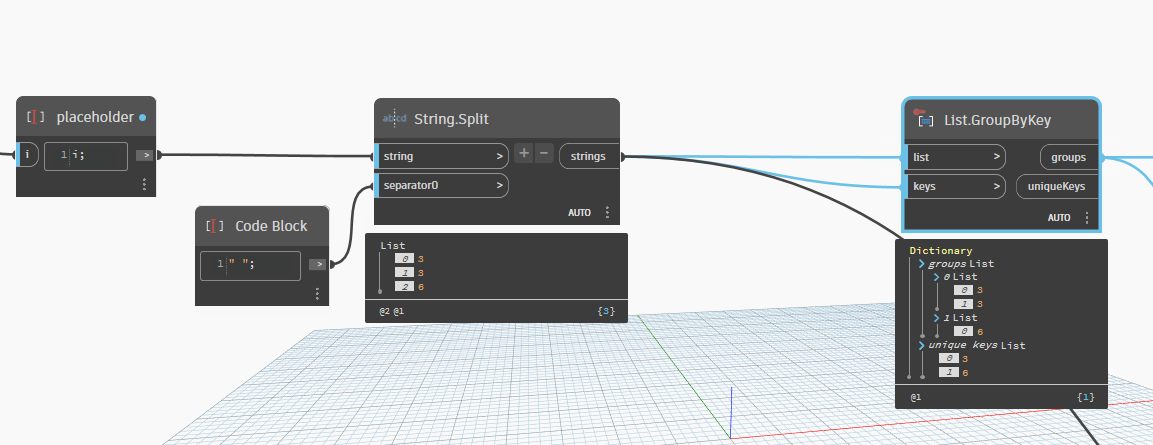 placeholder
i
1 i;
>
Code Block
1 " ";
>
abcd String.Split
string >
+ -
strings
separator0 >
AUTO
List
0 3
1 3
2 6
@2 @1 {3}
List.GroupByKey
list >
groups
keys >
uniqueKeys
AUTO
Dictionary
groups List
0 List
0 3
1 3
1 List
0 6
unique keys List
0 3
1 6
@1 {1}